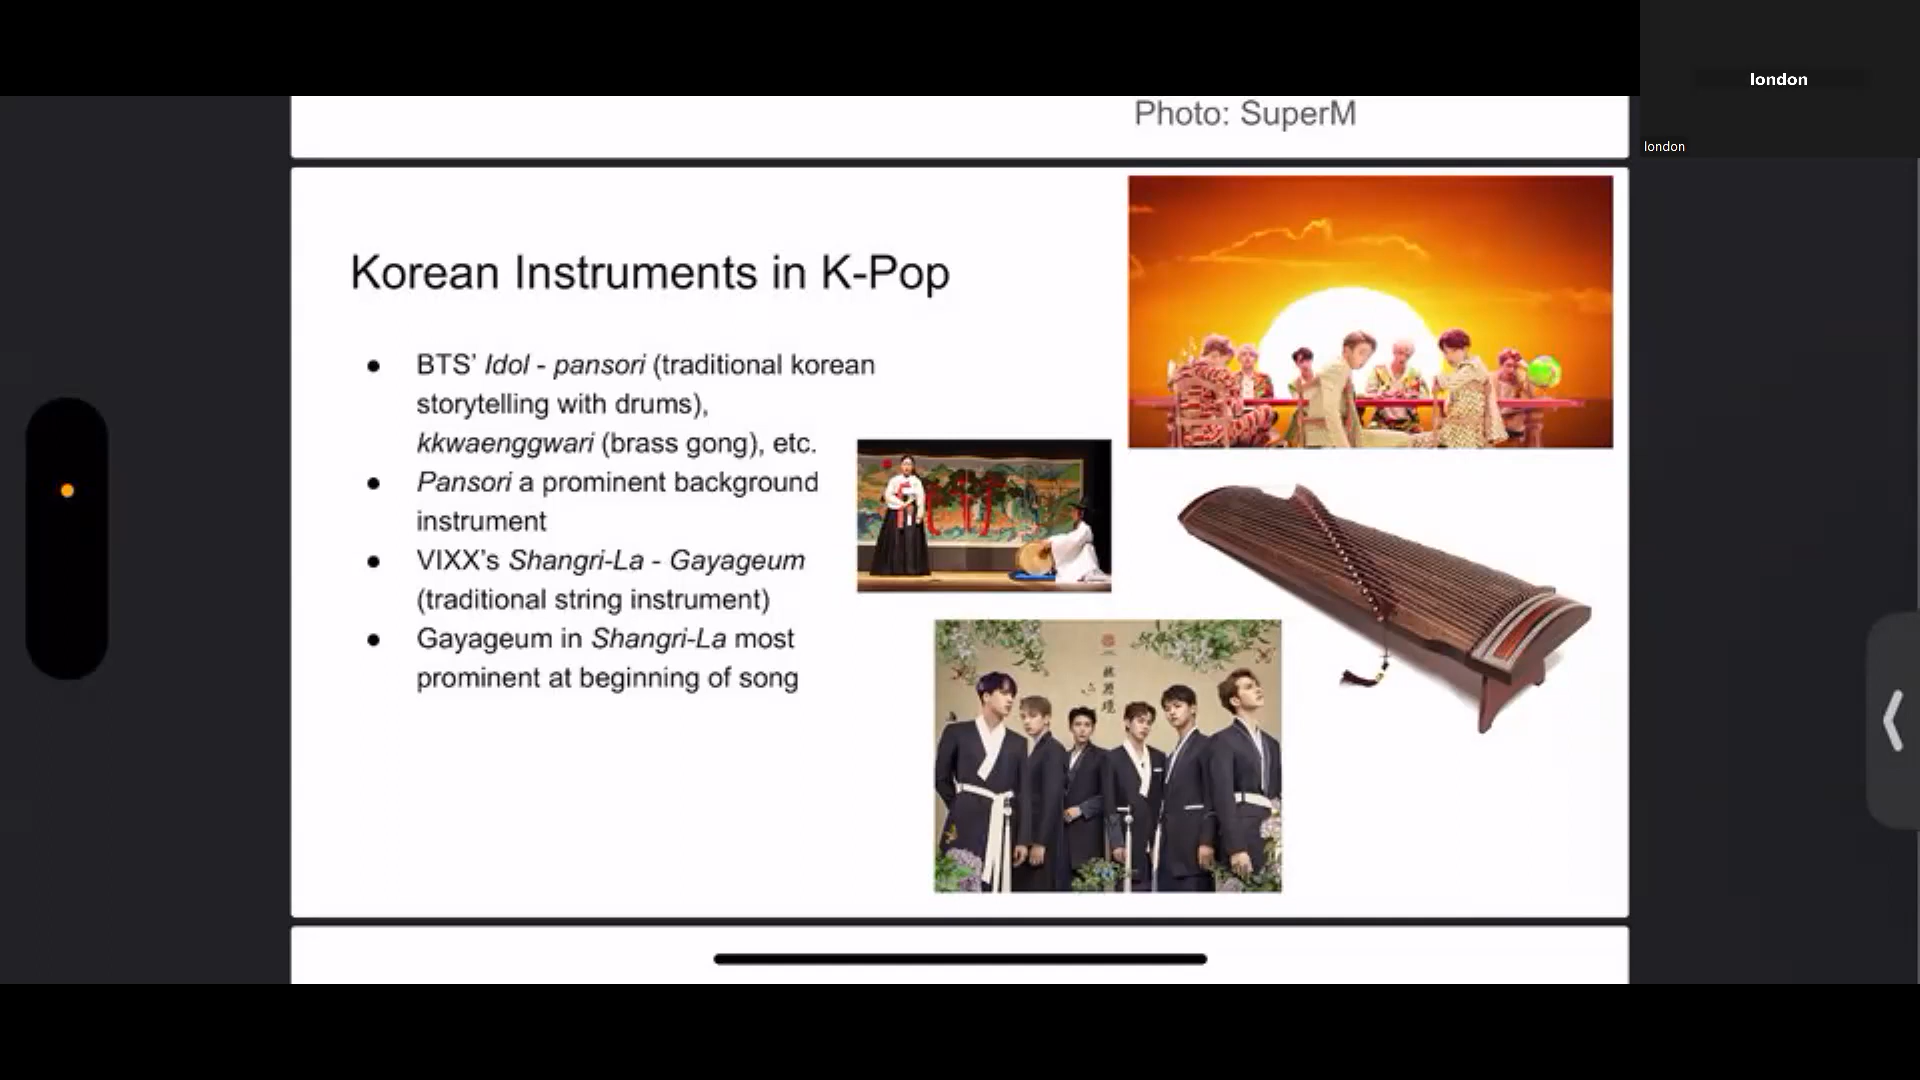 london
london
Photo: SuperM
Korean Instruments in K-Pop
● BTS’ Idol - pansori (traditional korean
storytelling with drums),
kkwaenggwari (brass gong), etc.
● Pansori a prominent background
instrument
● VIXX’s Shangri-La - Gayageum
(traditional string instrument)
● Gayageum in Shangri-La most
prominent at beginning of song